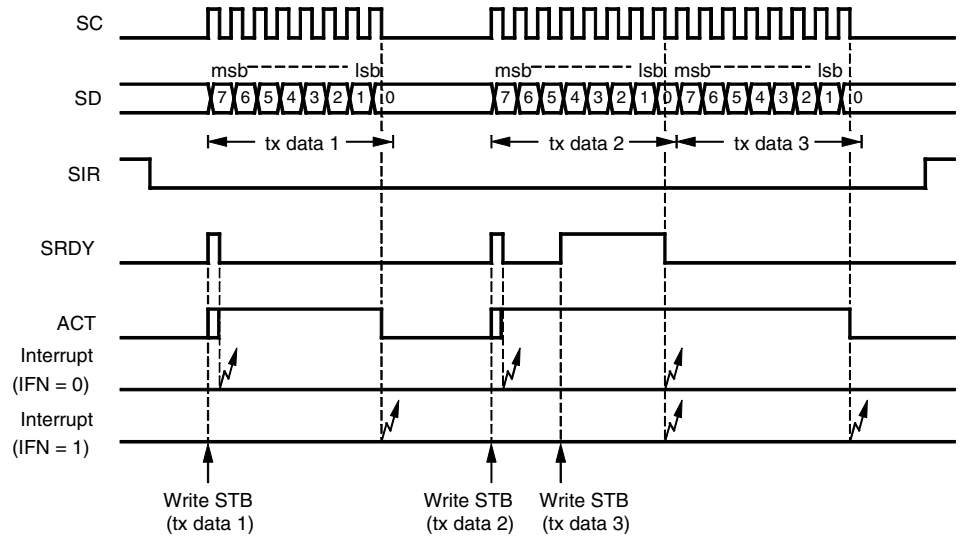 SC
msb lsb msb lsb msb lsb
SD
7 6 5 4 3 2 1 0 7 6 5 4 3 2 1 0 7 6 5 4 3 2 1 0
tx data 1 tx data 2 tx data 3
SIR
SRDY
ACT
Interrupt
(IFN = 0)
Interrupt
(IFN = 1)
Write STB
(tx data 1)
Write STB
(tx data 2)
Write STB
(tx data 3)